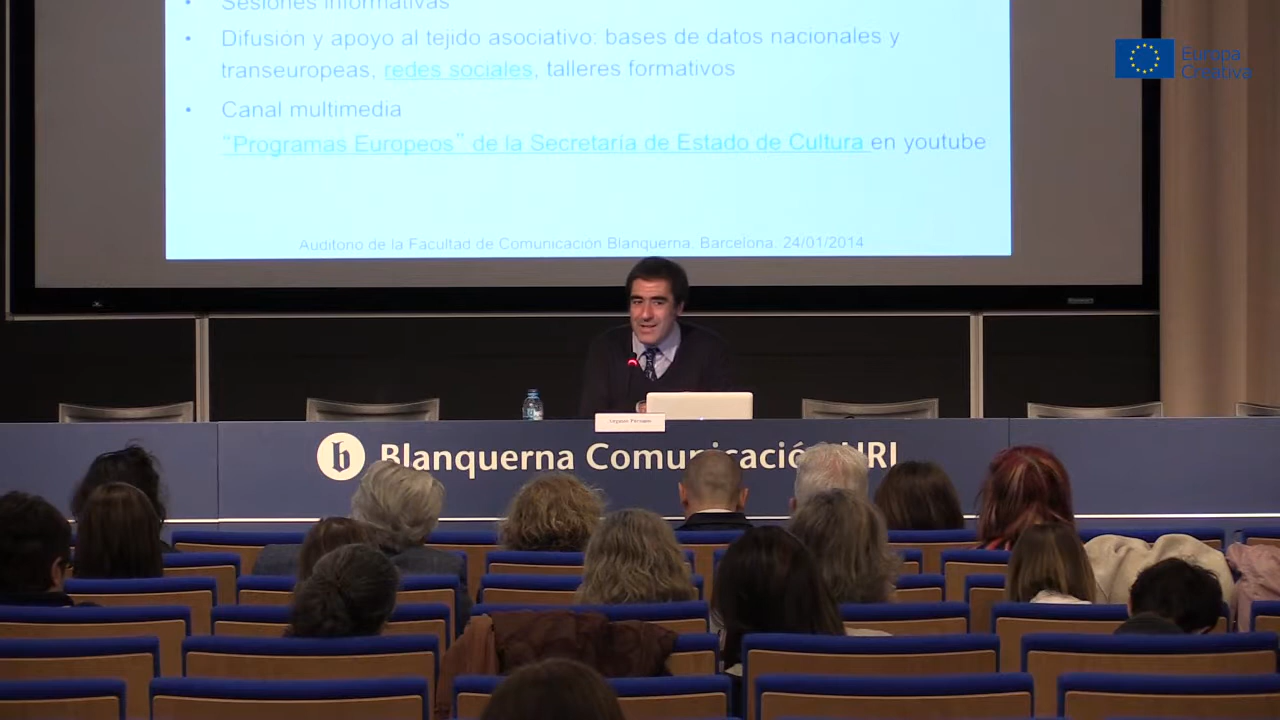 • Sesiones informativas
• Difusión y apoyo al tejido asociativo: bases de datos nacionales y
transeuropeas, redes sociales, talleres formativos
• Canal multimedia
"Programas Europeos" de la Secretaría de Estado de Cultura en youtube
Auditorio de la Facultad de Comunicación Blanquerna. Barcelona. 24/01/2014
Europa
Creativa
b Blanquerna Comunicació URL